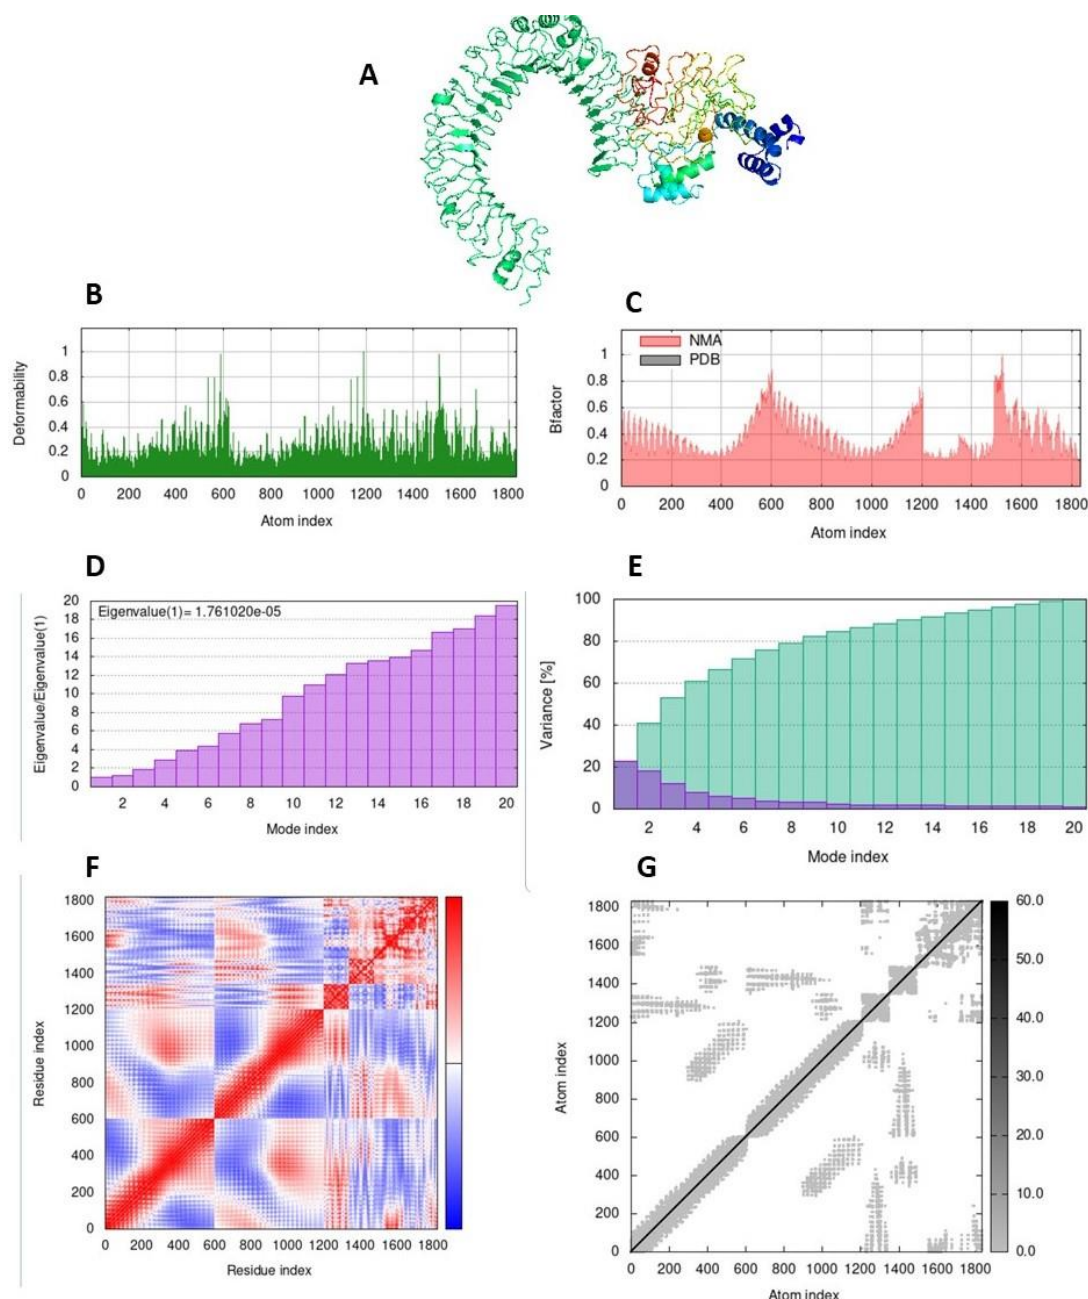 A
B
1
0.8
0.6
0.4
0.2
0
Deformability
0 200 400 600 800 1000 1200 1400 1600 1800
Atom index
C
NMA
PDB
1
0.8
0.6
0.4
0.2
0
Bfactor
0 200 400 600 800 1000 1200 1400 1600 1800
Atom index
D
Eigenvalue(1)= 1.761020e-05
20
18
16
14
12
10
8
6
4
2
0
Eigenvalue/Eigenvalue(1)
2 4 6 8 10 12 14 16 18 20
Mode index
E
100
80
60
40
20
0
Variance [%]
2 4 6 8 10 12 14 16 18 20
Mode index
F
1800
1600
1400
1200
1000
800
600
400
200
0
Residue index
0 200 400 600 800 1000 1200 1400 1600 1800
Residue index
G
1800
1600
1400
1200
1000
800
600
400
200
0
Atom index
0 200 400 600 800 1000 1200 1400 1600 1800
Atom index
60.0
50.0
40.0
30.0
20.0
10.0
0.0